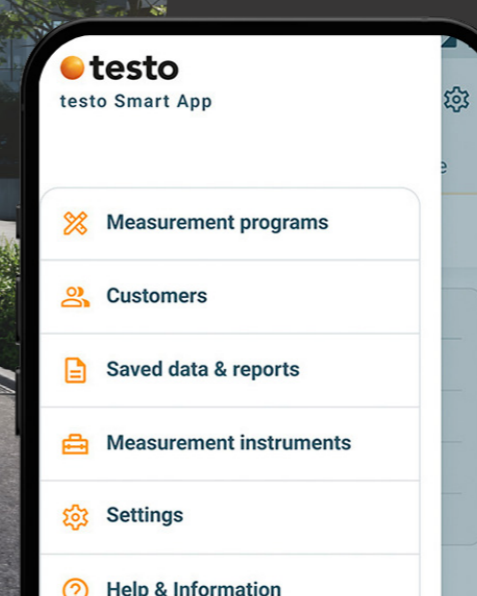 testo
testo Smart App
Measurement programs
Customers
Saved data & reports
Measurement instruments
Settings
Help & Information